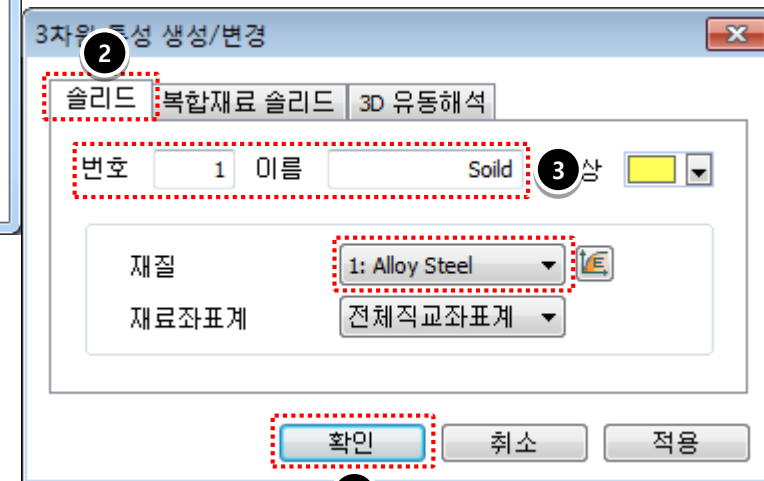 3차원 특성 생성/변경
2
솔리드 복합재료 솔리드 3D 유동해석
번호 1 이름 Soild 3 상
재질 1: Alloy Steel
재료좌표계 전체직교좌표계
확인 취소 적용